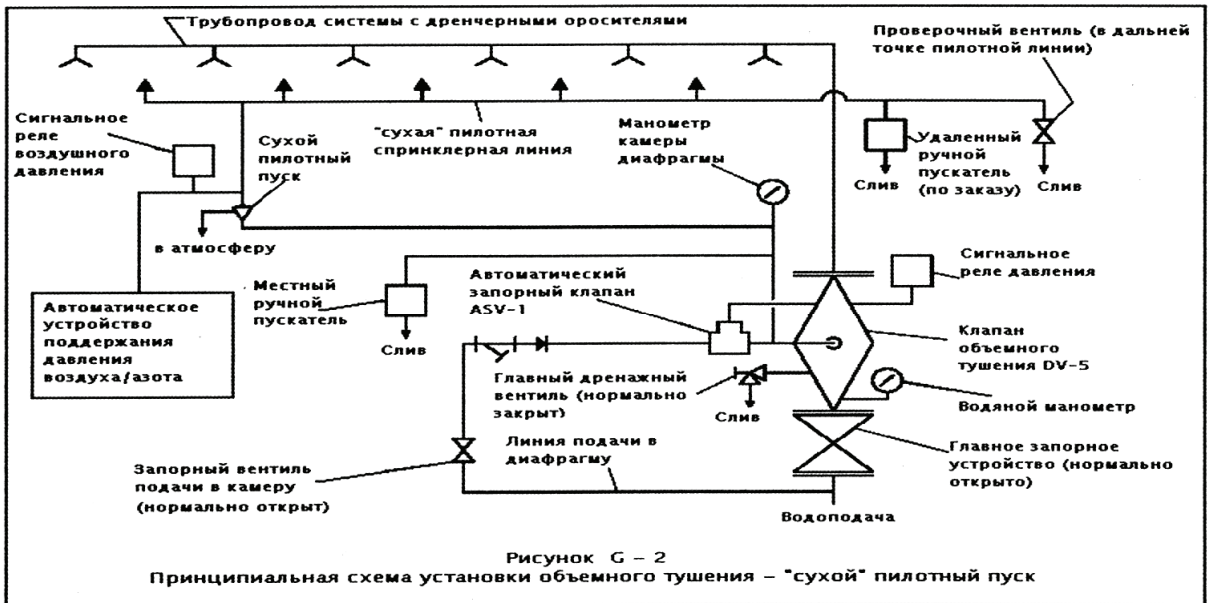 Трубопровод системы с дренчерными оросителями
Проверочный вентиль (в дальней
точке пилотной линии)
Сигнальное
реле
воздушного
давления
Сухой
пилотный
пуск
"сухая" пилотная
спринклерная линия
Манометр
камеры
диафрагмы
Удаленный
ручной
пускатель
(по заказу)
Слив
Слив
в атмосферу
Автоматическое
устройство
поддержания
давления
воздуха/азота
Местный
ручной
пускатель
Слив
Автоматический
запорный клапан
ASV-1
Сигнальное
реле давления
Клапан
объемного
тушения DV-5
Главный дренажный
вентиль (нормально
закрыт)
Слив
Водяной манометр
Запорный вентиль
подачи в камеру
(нормально открыт)
Линия подачи в
диафрагму
Главное запорное
устройство (нормально
открыто)
Водоподача
Рисунок G – 2
Принципиальная схема установки объемного тушения – "сухой" пилотный пуск